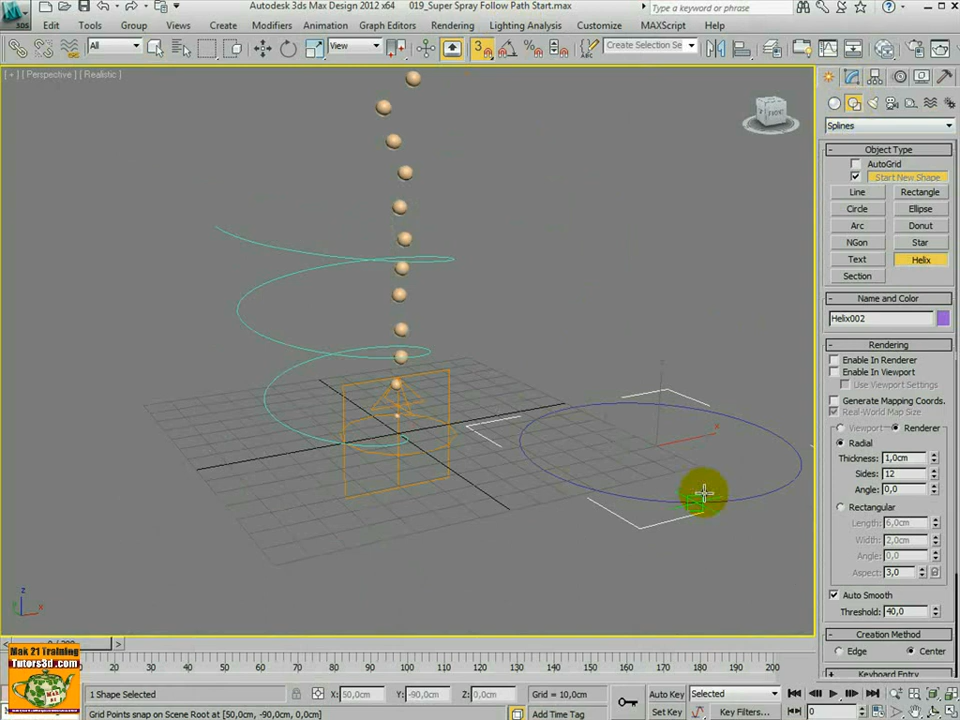 Autodesk 3ds Max Design 2012 x64
019_Super Spray Follow Path Start.max
Type a keyword or phrase
Edit
Tools
Group
Views
Create
Modifiers
Animation
Graph Editors
Rendering
Lighting Analysis
Customize
MAXScript
Help
All
View
3
Create Selection Se
[ + ] [ Perspective ] [ Realistic ]
Splines
Object Type
AutoGrid
Start New Shape
Line
Rectangle
Circle
Ellipse
Arc
Donut
NGon
Star
Text
Helix
Section
Name and Color
Helix002
Rendering
Enable In Renderer
Enable In Viewport
Use Viewport Settings
Generate Mapping Coords.
Real-World Map Size
Viewport
Renderer
Radial
Thickness: 1,0cm
Sides: 12
Angle: 0,0
Rectangular
Length: 6,0cm
Width: 2,0cm
Angle: 0,0
Aspect: 3,0
Auto Smooth
Threshold: 40,0
Creation Method
Edge
Center
Keyboard Entry
x
z
x
Mak 21 Training
Tutors3d.com
20 30 40 50 60 70 80 90 100 110 120 130 140 150 160 170 180 190 200
1 Shape Selected
X: 50,0cm
Y: -90,0cm
Z: 0,0cm
Grid = 10,0cm
Auto Key
Selected
Grid Points snap on Scene Root at [50,0cm, -90,0cm, 0,0cm]
Add Time Tag
Set Key
Key Filters...
0